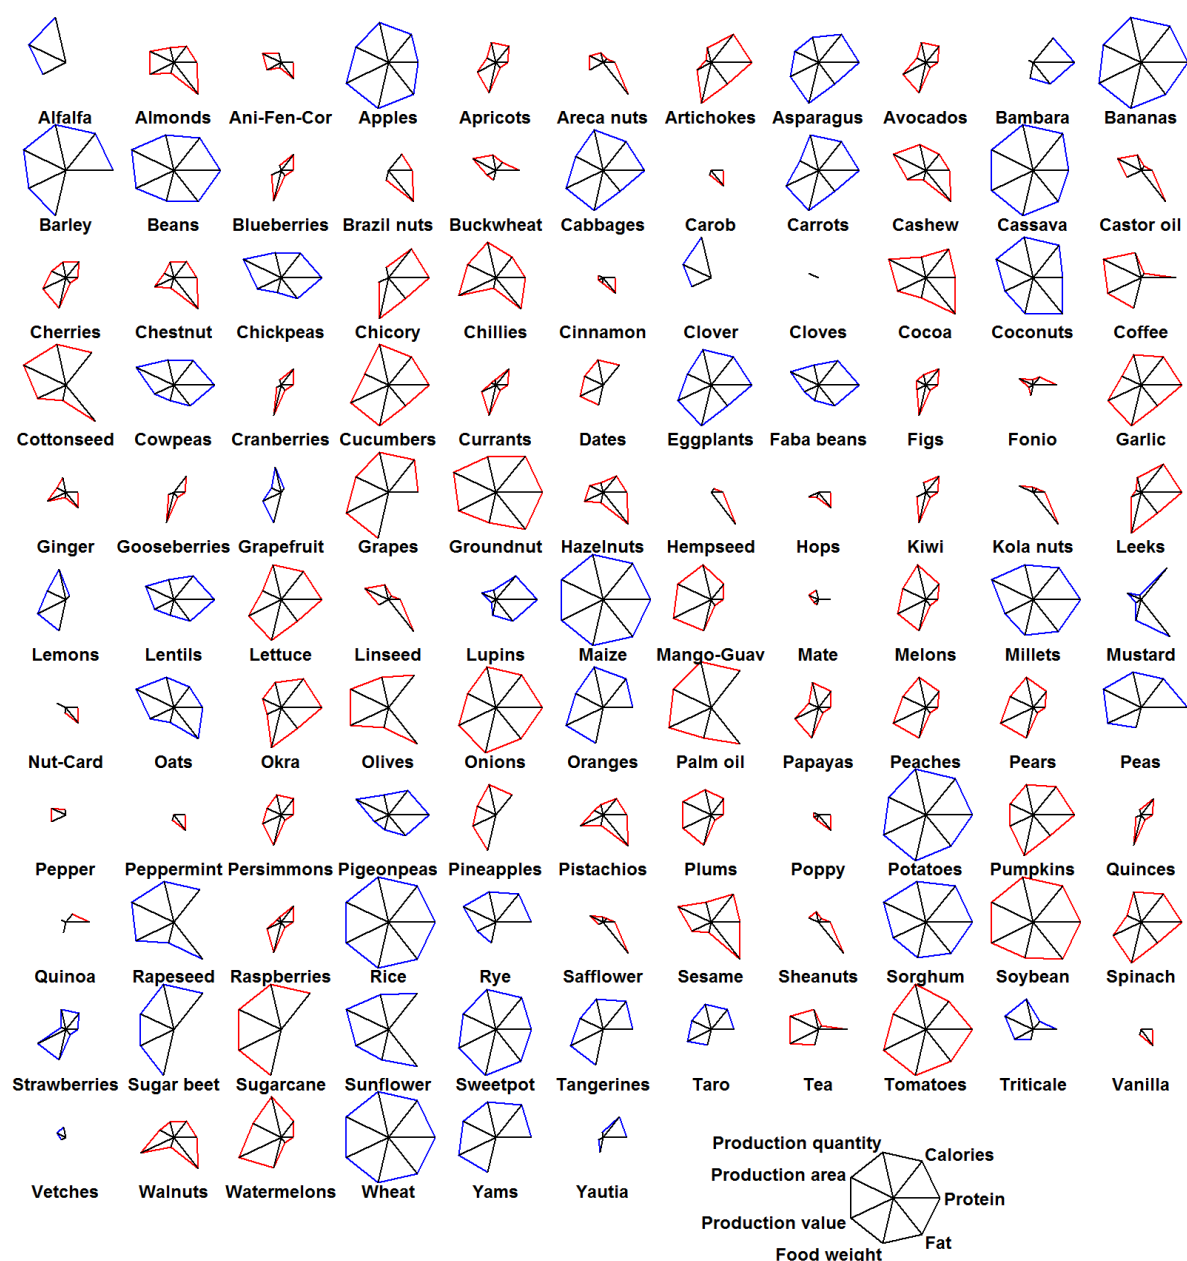 Alfalfa Almonds Ani-Fen-Cor Apples Apricots Areca nuts Artichokes Asparagus Avocados Bambara Bananas
Barley Beans Blueberries Brazil nuts Buckwheat Cabbages Carob Carrots Cashew Cassava Castor oil
Cherries Chestnut Chickpeas Chicory Chillies Cinnamon Clover Cloves Cocoa Coconuts Coffee
Cottonseed Cowpeas Cranberries Cucumbers Currants Dates Eggplants Faba beans Figs Fonio Garlic
Ginger Gooseberries Grapefruit Grapes Groundnut Hazelnuts Hempseed Hops Kiwi Kola nuts Leeks
Lemons Lentils Lettuce Linseed Lupins Maize Mango-Guav Mate Melons Millets Mustard
Nut-Card Oats Okra Olives Onions Oranges Palm oil Papayas Peaches Pears Peas
Pepper Peppermint Persimmons Pigeonpeas Pineapples Pistachios Plums Poppy Potatoes Pumpkins Quinces
Quinoa Rapeseed Raspberries Rice Rye Safflower Sesame Sheanuts Sorghum Soybean Spinach
Strawberries Sugar beet Sugarcane Sunflower Sweetpot Tangerines Taro Tea Tomatoes Triticale Vanilla
Vetches Walnuts Watermelons Wheat Yams Yautia
Production quantity
Calories
Production area
Protein
Production value
Fat
Food weight